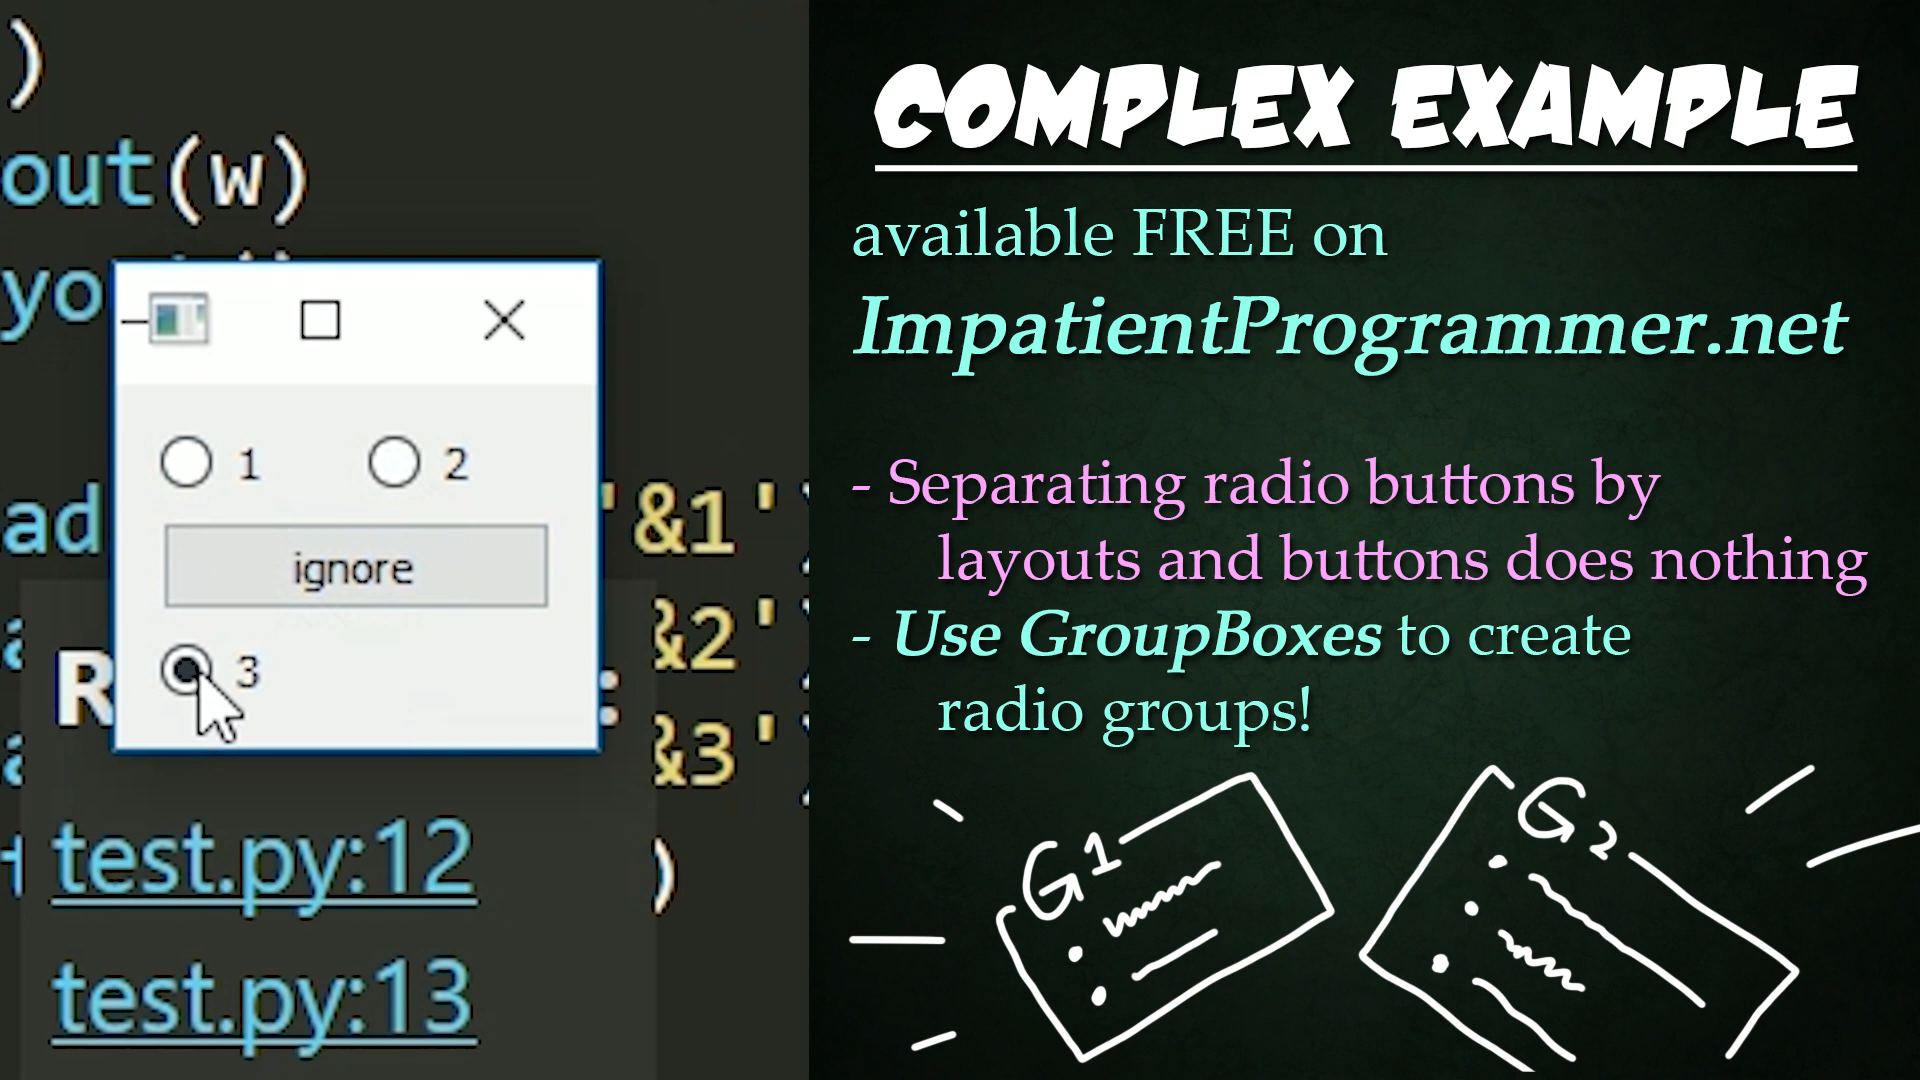 )
out(w)
yo
1 2
ignore
3
ad '&1'
&2'
R :
&3'
test.py:12 )
test.py:13
COMPLEX EXAMPLE
available FREE on
ImpatientProgrammer.net
- Separating radio buttons by
layouts and buttons does nothing
- Use GroupBoxes to create
radio groups!
G1
G2